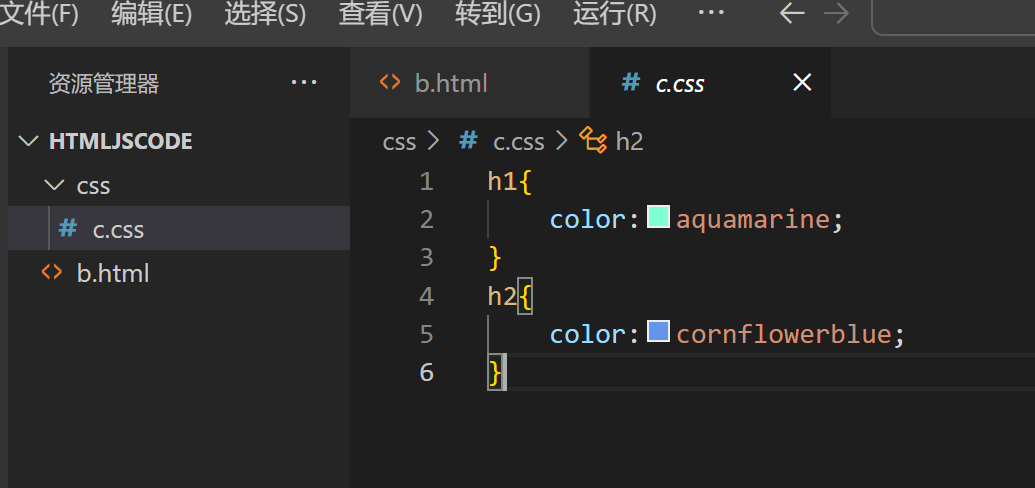 文件(F) 编辑(E) 选择(S) 查看(V) 转到(G) 运行(R) ···
资源管理器 ···
HTMLJSCODE
css
c.css
b.html
b.html # c.css
css > # c.css > h2
1 h1{
2 color:aquamarine;
3 }
4 h2{
5 color:cornflowerblue;
6 }